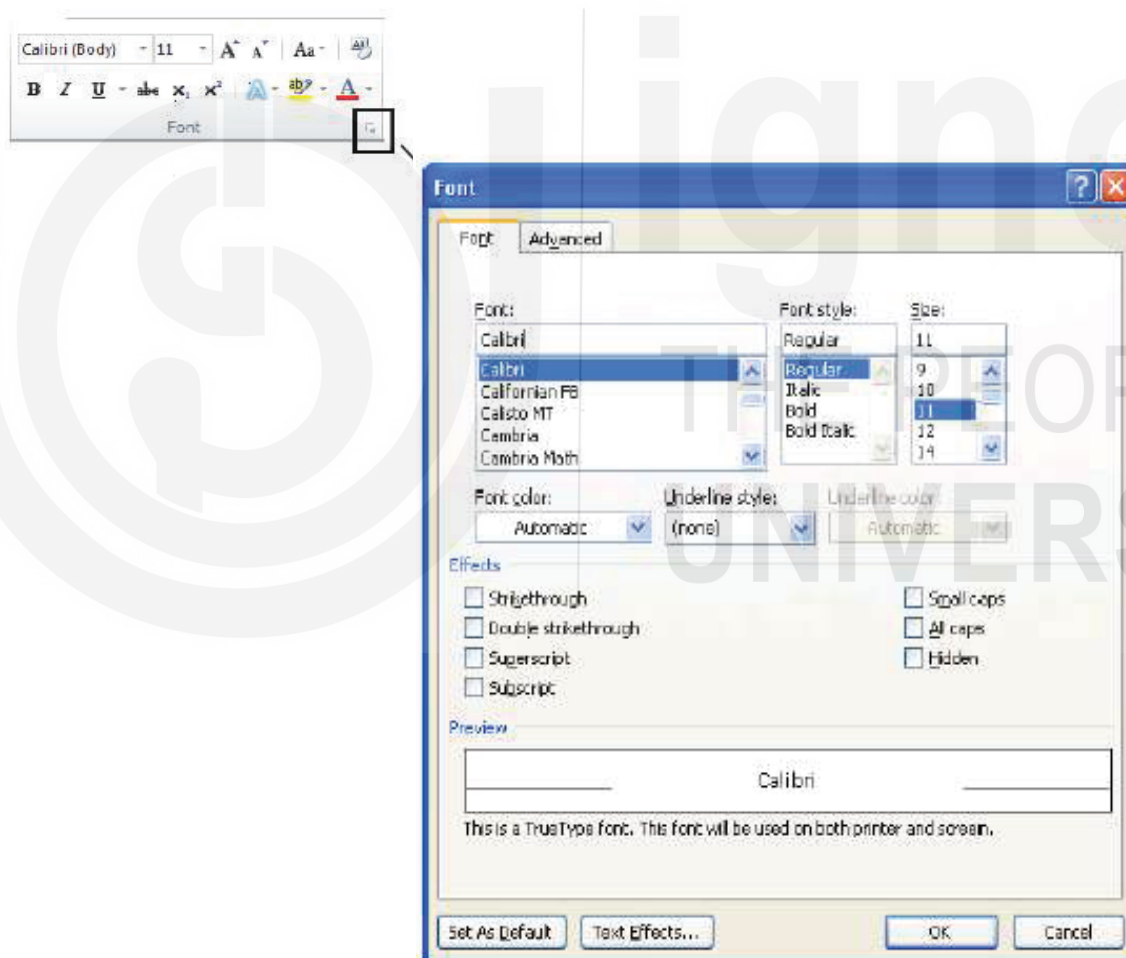 Calibri (Body) 11 A A Aa
B I U abc x₂ x² A ab A
Font
Font
Font Advanced
Font: Font style: Size:
Calibri Regular 11
Calibri Regular 9
Californian FB Italic 10
Calisto MT Bold 11
Cambria Bold Italic 12
Cambria Math 14
Font color: Underline style: Underline color:
Automatic (none) Automatic
Effects
Strikethrough Small caps
Double strikethrough All caps
Superscript Hidden
Subscript
Preview
Calibri
This is a TrueType font. This font will be used on both printer and screen.
Set As Default Text Effects... OK Cancel
ign
THE PEO
UNIVERS